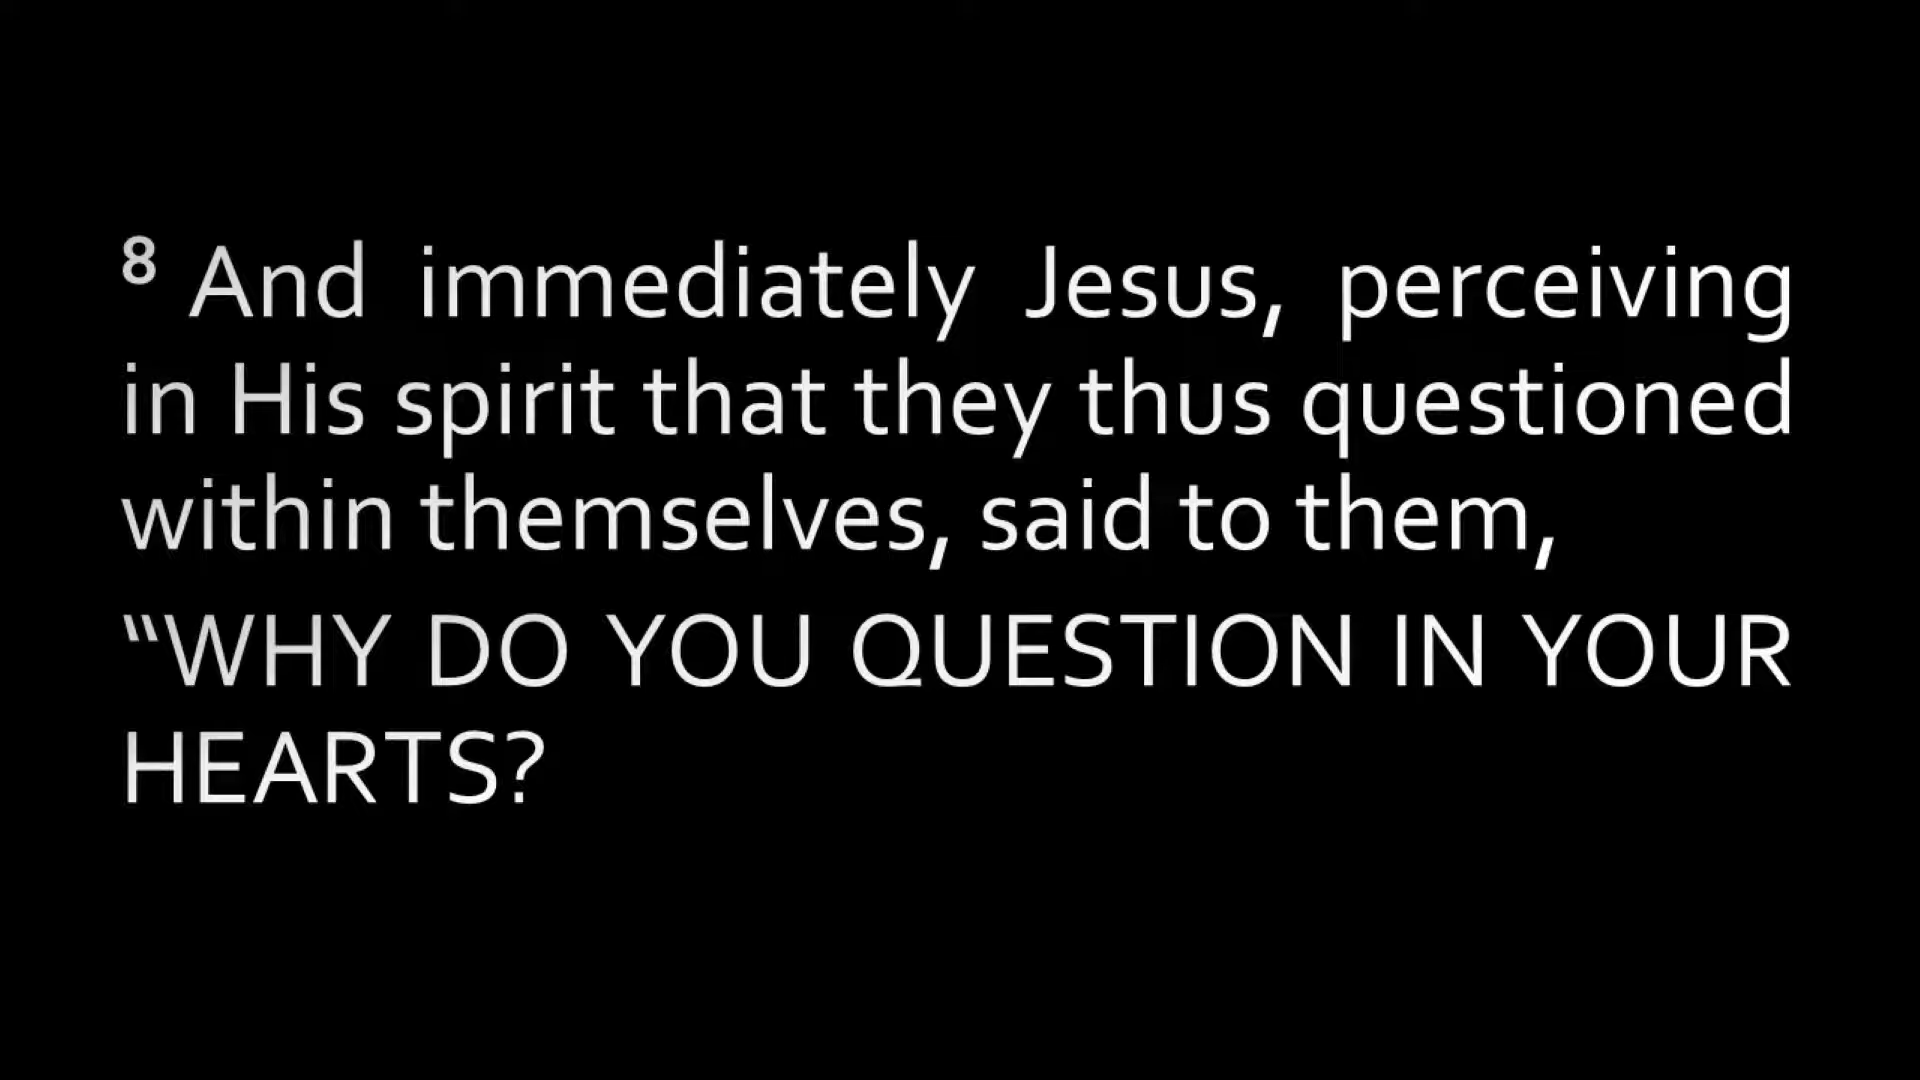 8 And immediately Jesus, perceiving
in His spirit that they thus questioned
within themselves, said to them,
“WHY DO YOU QUESTION IN YOUR
HEARTS?